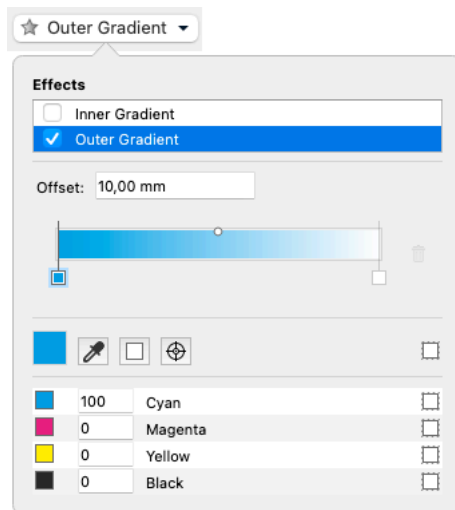 Outer Gradient
Effects
Inner Gradient
Outer Gradient
Offset: 10,00 mm
100 Cyan
0 Magenta
0 Yellow
0 Black